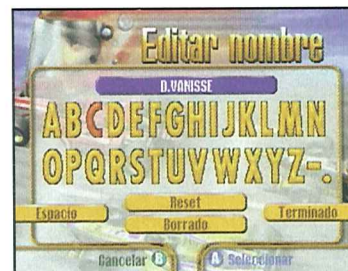 Editar nombre
D.VANISSE
ABCDEFGHIJKLMN
OPQRSTUVWXYZ-.
Espacio Reset Terminado
Borrado
Cancelar B A Seleccionar